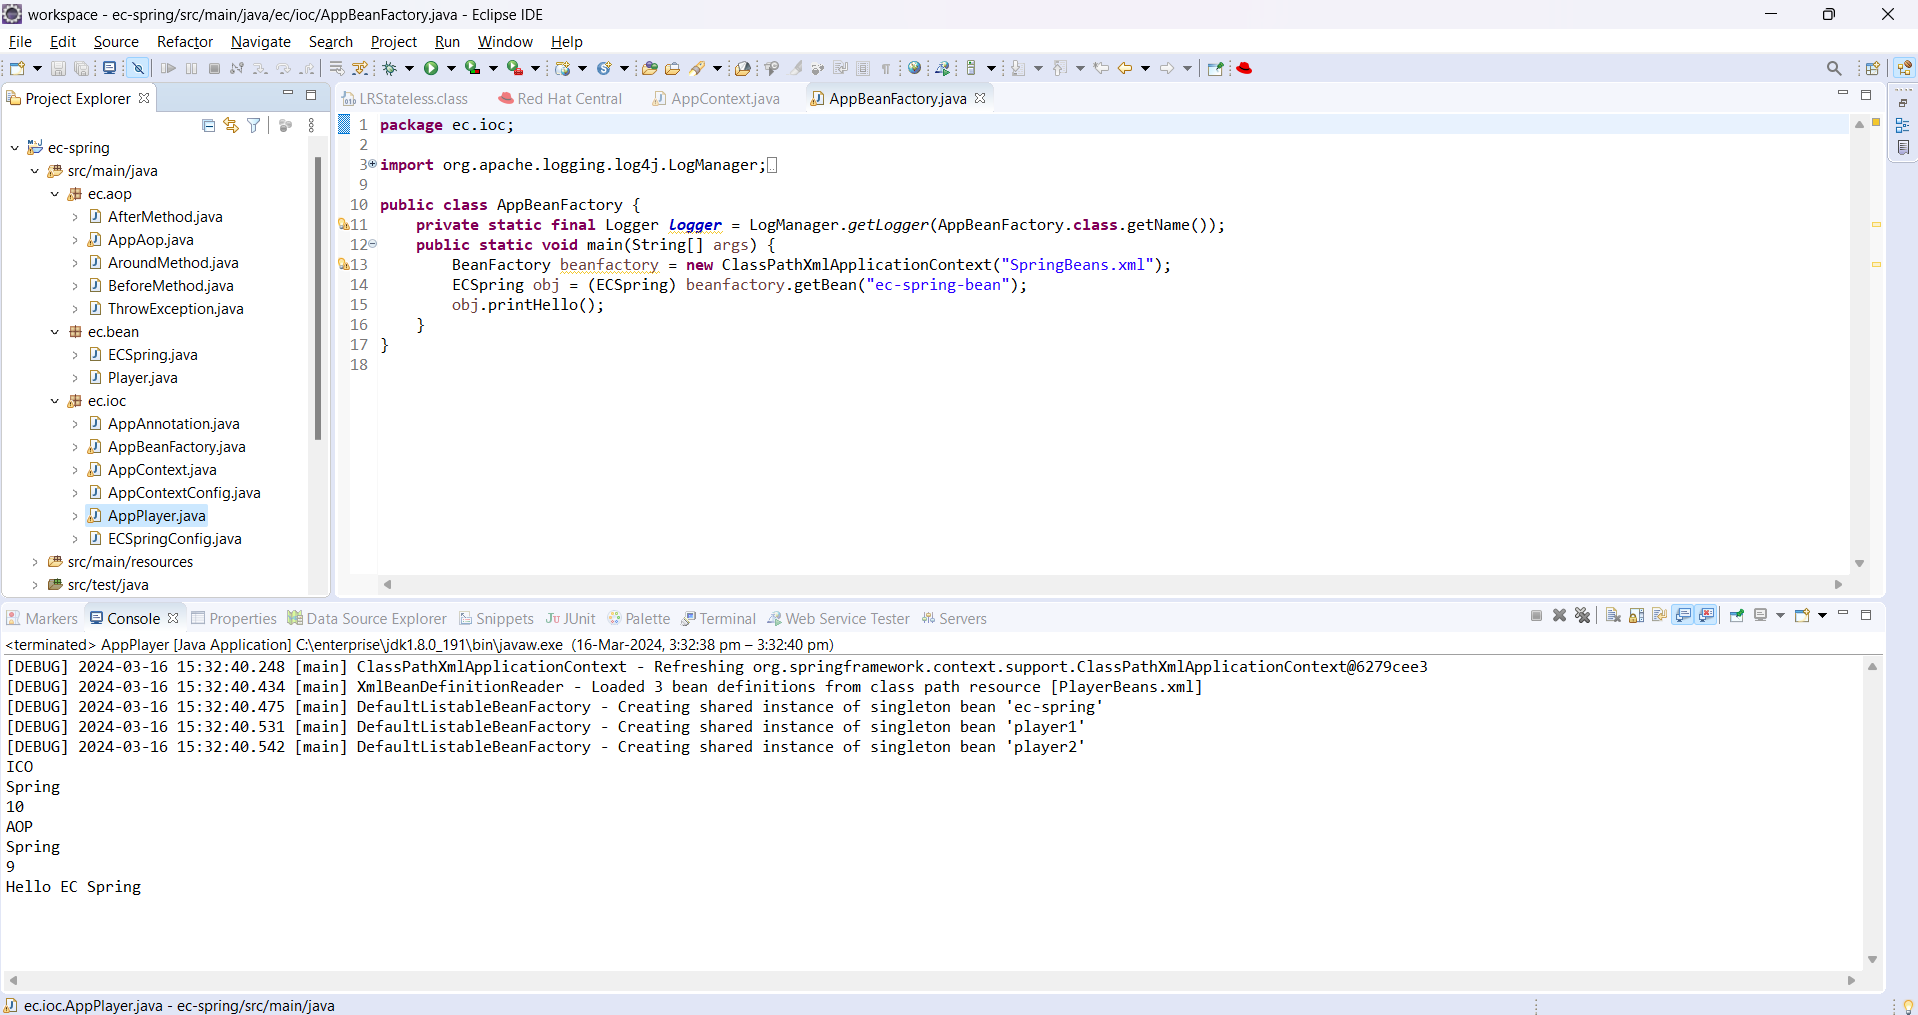 workspace - ec-spring/src/main/java/ec/ioc/AppBeanFactory.java - Eclipse IDE
File Edit Source Refactor Navigate Search Project Run Window Help
Project Explorer
ec-spring
src/main/java
ec.aop
AfterMethod.java
AppAop.java
AroundMethod.java
BeforeMethod.java
ThrowException.java
ec.bean
ECSpring.java
Player.java
ec.ioc
AppAnnotation.java
AppBeanFactory.java
AppContext.java
AppContextConfig.java
AppPlayer.java
ECSpringConfig.java
src/main/resources
src/test/java
LRStateless.class Red Hat Central AppContext.java AppBeanFactory.java
1 package ec.ioc;
2
3 import org.apache.logging.log4j.LogManager;
9
10 public class AppBeanFactory {
11 private static final Logger logger = LogManager.getLogger(AppBeanFactory.class.getName());
12 public static void main(String[] args) {
13 BeanFactory beanfactory = new ClassPathXmlApplicationContext("SpringBeans.xml");
14 ECSpring obj = (ECSpring) beanfactory.getBean("ec-spring-bean");
15 obj.printHello();
16 }
17 }
18
Markers Console Properties Data Source Explorer Snippets Ju JUnit Palette Terminal Web Service Tester Servers
<terminated> AppPlayer [Java Application] C:\enterprise\jdk1.8.0_191\bin\javaw.exe (16-Mar-2024, 3:32:38 pm – 3:32:40 pm)
[DEBUG] 2024-03-16 15:32:40.248 [main] ClassPathXmlApplicationContext - Refreshing org.springframework.context.support.ClassPathXmlApplicationContext@6279cee3
[DEBUG] 2024-03-16 15:32:40.434 [main] XmlBeanDefinitionReader - Loaded 3 bean definitions from class path resource [PlayerBeans.xml]
[DEBUG] 2024-03-16 15:32:40.475 [main] DefaultListableBeanFactory - Creating shared instance of singleton bean 'ec-spring'
[DEBUG] 2024-03-16 15:32:40.531 [main] DefaultListableBeanFactory - Creating shared instance of singleton bean 'player1'
[DEBUG] 2024-03-16 15:32:40.542 [main] DefaultListableBeanFactory - Creating shared instance of singleton bean 'player2'
ICO
Spring
10
AOP
Spring
9
Hello EC Spring
ec.ioc.AppPlayer.java - ec-spring/src/main/java